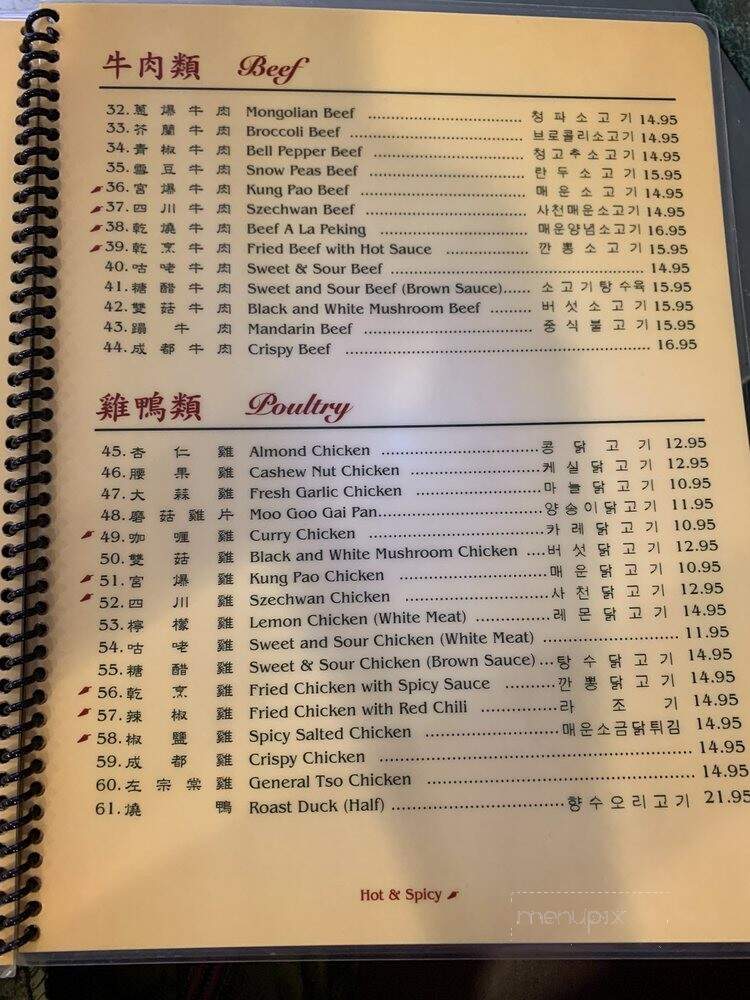 牛肉類 Beef
32. 蔥爆牛肉 Mongolian Beef 청파소고기 14.95
33. 芥蘭牛肉 Broccoli Beef 브로콜리소고기 14.95
34. 青椒牛肉 Bell Pepper Beef 청고추소고기 14.95
35. 雪豆牛肉 Snow Peas Beef 란두소고기 15.95
36. 宮爆牛肉 Kung Pao Beef 매운소고기 14.95
37. 四川牛肉 Szechwan Beef 사천매운소고기 14.95
38. 乾燒牛肉 Beef A La Peking 매운양념소고기 16.95
39. 乾烹牛肉 Fried Beef with Hot Sauce 깐뽕소고기 15.95
40. 咕咾牛肉 Sweet & Sour Beef 14.95
41. 糖醋牛肉 Sweet and Sour Beef (Brown Sauce) 소고기탕수육 15.95
42. 雙菇牛肉 Black and White Mushroom Beef 버섯소고기 15.95
43. 蹋牛肉 Mandarin Beef 중식불고기 15.95
44. 成都牛肉 Crispy Beef 16.95
雞鴨類 Poultry
45. 杏仁雞 Almond Chicken 콩닭고기 12.95
46. 腰果雞 Cashew Nut Chicken 케실닭고기 12.95
47. 大蒜雞 Fresh Garlic Chicken 마늘닭고기 10.95
48. 磨菇雞片 Moo Goo Gai Pan 양송이닭고기 11.95
49. 咖喱雞 Curry Chicken 카레닭고기 10.95
50. 雙菇雞 Black and White Mushroom Chicken 버섯닭고기 12.95
51. 宮爆雞 Kung Pao Chicken 매운닭고기 10.95
52. 四川雞 Szechwan Chicken 사천닭고기 12.95
53. 檸檬雞 Lemon Chicken (White Meat) 레몬닭고기 14.95
54. 咕咾雞 Sweet and Sour Chicken (White Meat) 11.95
55. 糖醋雞 Sweet & Sour Chicken (Brown Sauce) 탕수닭고기 14.95
56. 乾烹雞 Fried Chicken with Spicy Sauce 깐뽕닭고기 14.95
57. 辣椒雞 Fried Chicken with Red Chili 라조기 14.95
58. 椒鹽雞 Spicy Salted Chicken 매운소금닭튀김 14.95
59. 成都雞 Crispy Chicken 14.95
60. 左宗棠雞 General Tso Chicken 14.95
61. 燒鴨 Roast Duck (Half) 향수오리고기 21.95
Hot & Spicy
menupix